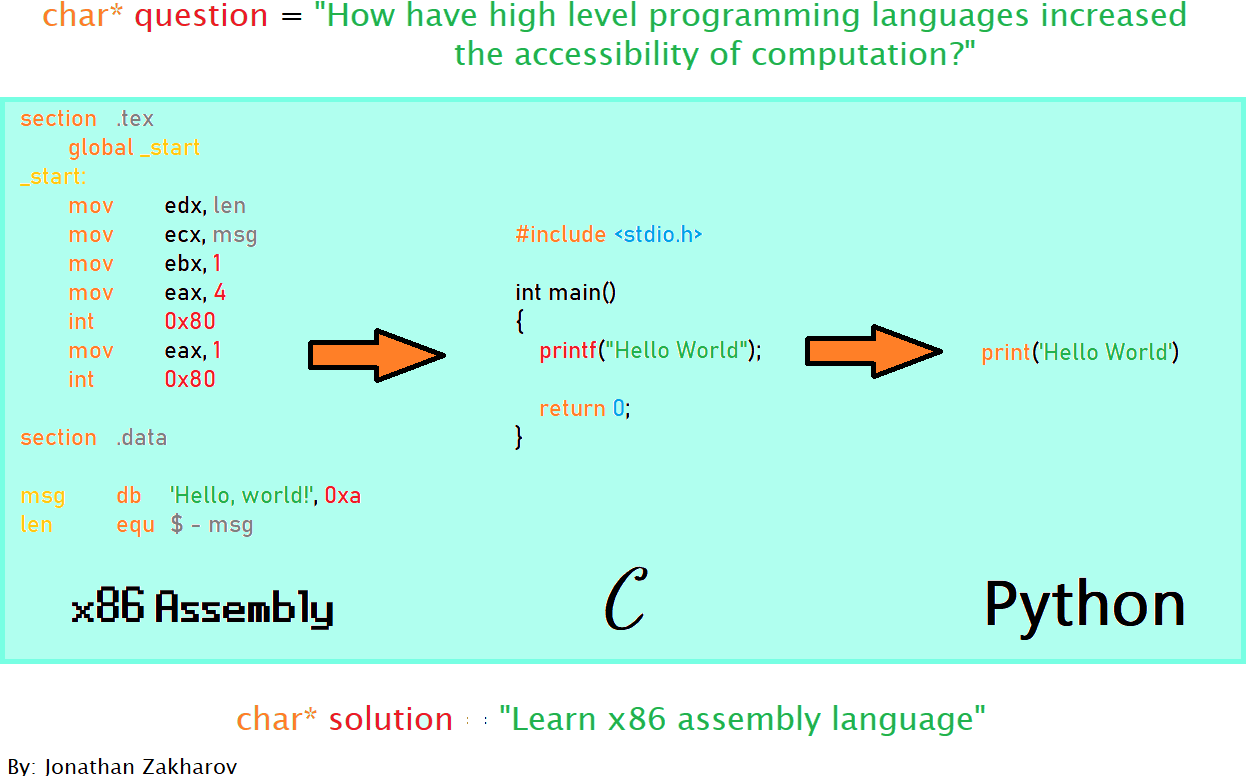 char* question = "How have high level programming languages increased
the accessibility of computation?"
section .tex
global _start
_start:
mov edx, len
mov ecx, msg
mov ebx, 1
mov eax, 4
int 0x80
mov eax, 1
int 0x80
section .data
msg db 'Hello, world!', 0xa
len equ $ - msg
x86 Assembly
#include <stdio.h>
int main()
{
printf("Hello World");
return 0;
}
C
print('Hello World')
Python
char* solution : : "Learn x86 assembly language"
By: Jonathan Zakharov